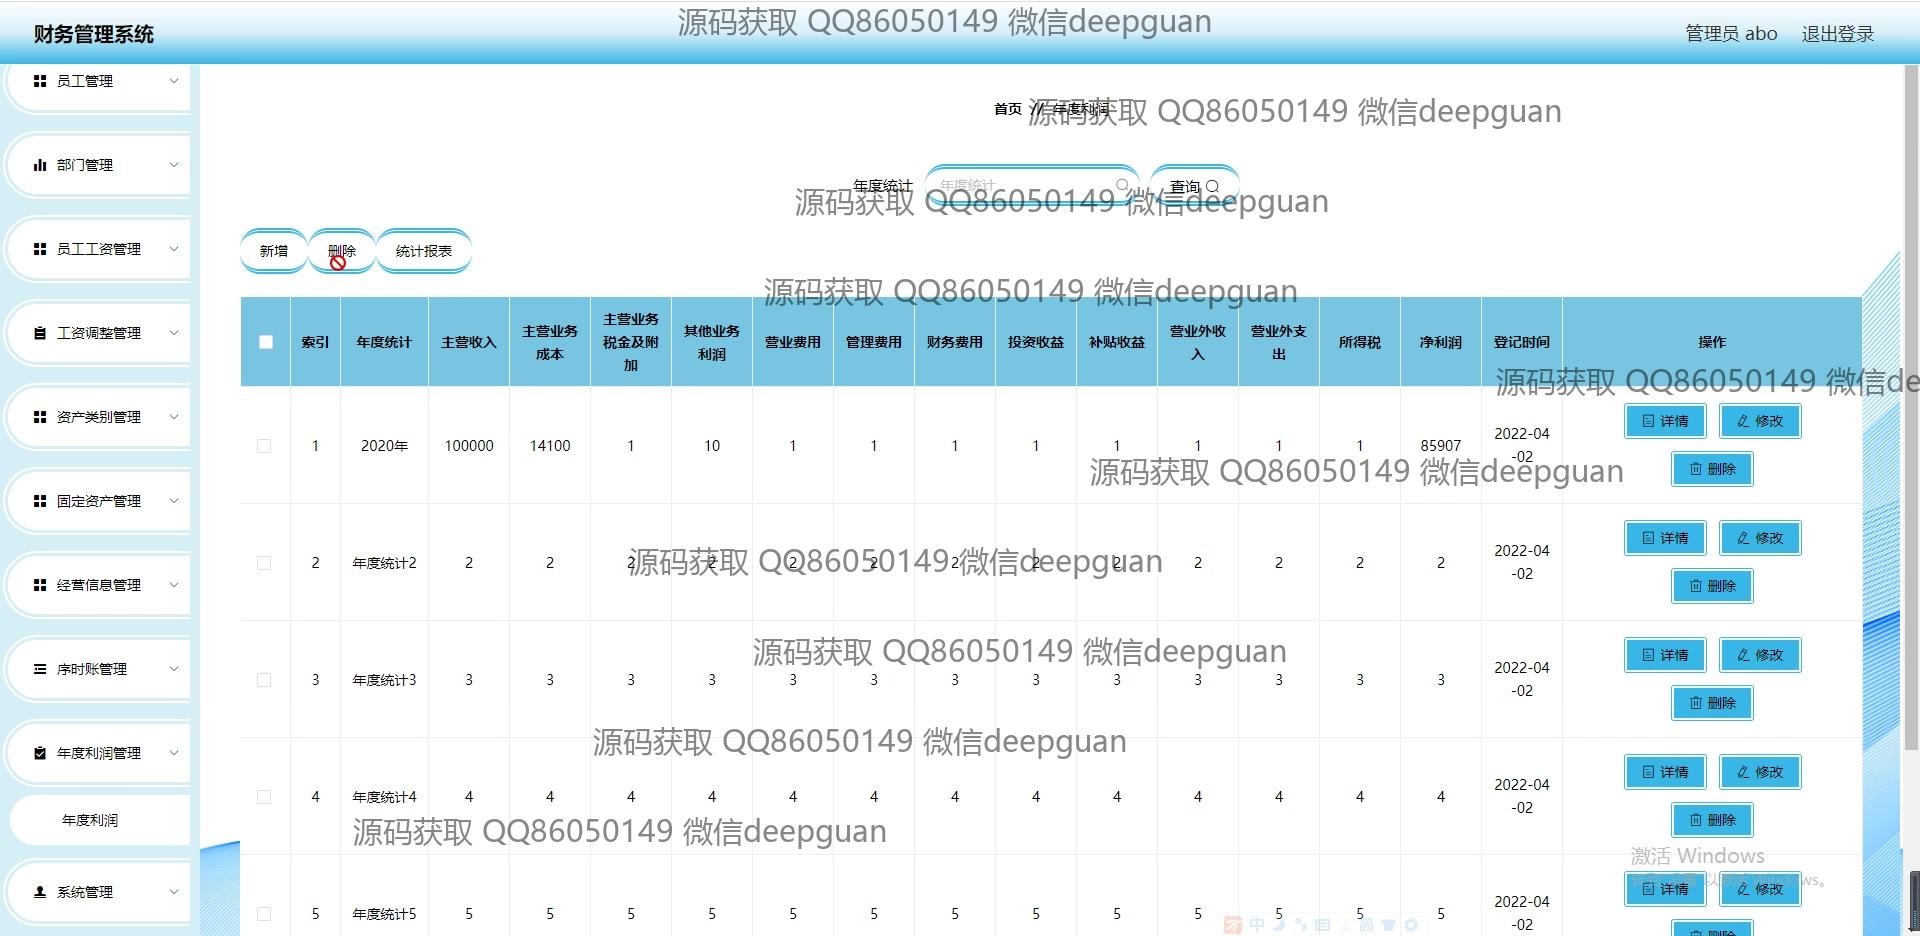 源码获取 QQ86050149 微信deepguan
财务管理系统
管理员 abo 退出登录
员工管理
部门管理
员工工资管理
工资调整管理
资产类别管理
固定资产管理
经营信息管理
序时账管理
年度利润管理
年度利润
系统管理
首页 // 年度利润
源码获取 QQ86050149 微信deepguan
年度统计 年度统计 查询
源码获取 QQ86050149 微信deepguan
新增 删除 统计报表
源码获取 QQ86050149 微信deepguan
索引 年度统计 主营收入 主营业务成本 主营业务税金及附加 其他业务利润 营业费用 管理费用 财务费用 投资收益 补贴收益 营业外收入 营业外支出 所得税 净利润 登记时间 操作
源码获取 QQ86050149 微信de
1 2020年 100000 14100 1 10 1 1 1 1 1 1 1 1 85907 2022-04-02 详情 修改 删除
源码获取 QQ86050149 微信deepguan
2 年度统计2 2 2 2 2 2 2 2 2 2 2 2 2 2 2022-04-02 详情 修改 删除
源码获取 QQ86050149 微信deepguan
源码获取 QQ86050149 微信deepguan
3 年度统计3 3 3 3 3 3 3 3 3 3 3 3 3 3 2022-04-02 详情 修改 删除
源码获取 QQ86050149 微信deepguan
4 年度统计4 4 4 4 4 4 4 4 4 4 4 4 4 4 2022-04-02 详情 修改 删除
源码获取 QQ86050149 微信deepguan
激活 Windows
5 年度统计5 5 5 5 5 5 5 5 5 5 5 5 5 5 2022-04-02 详情 修改 删除
中 简